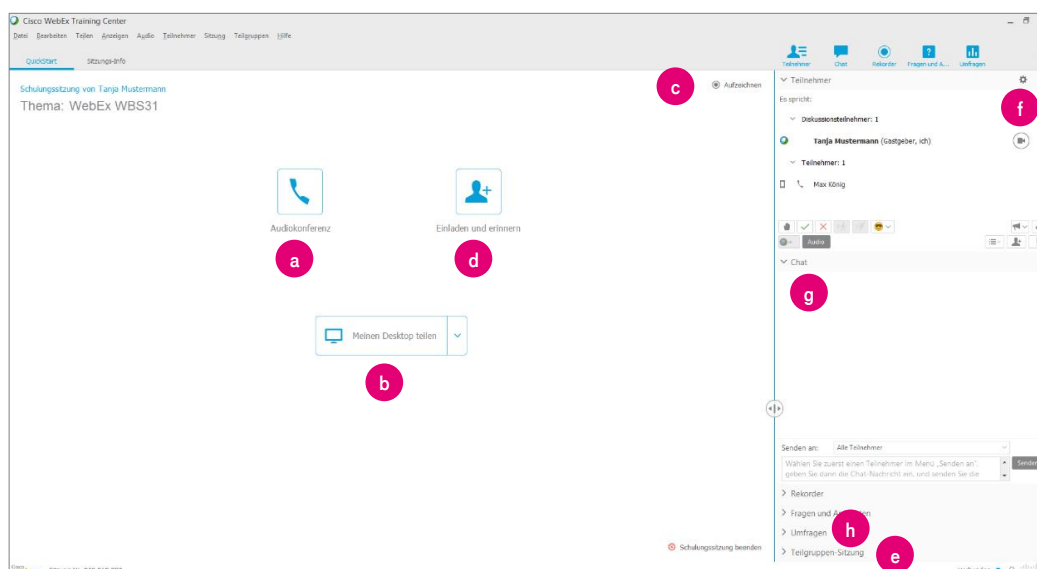 Cisco WebEx Training Center
Datei Bearbeiten Teilen Anzeigen Audio Teilnehmer Sitzung Teilgruppen Hilfe
QuickStart Sitzungs-Info
Teilnehmer Chat Rekorder Fragen und A... Umfragen
Schulungssitzung von Tanja Mustermann
Thema: WebEx WBS31
c
Aufzeichnen
Teilnehmer
f
Es spricht:
Diskussionsteilnehmer: 1
Tanja Mustermann (Gastgeber, ich)
Teilnehmer: 1
Max König
Audiokonferenz
Einladen und erinnern
a
d
Audio
Chat
g
Meinen Desktop teilen
b
Senden an: Alle Teilnehmer
Wählen Sie zuerst einen Teilnehmer im Menü „Senden an“,
geben Sie dann die Chat-Nachricht ein, und senden Sie die
Senden
Rekorder
Fragen und
Umfragen
h
Schulungssitzung beenden
Teilgruppen-Sitzung
e